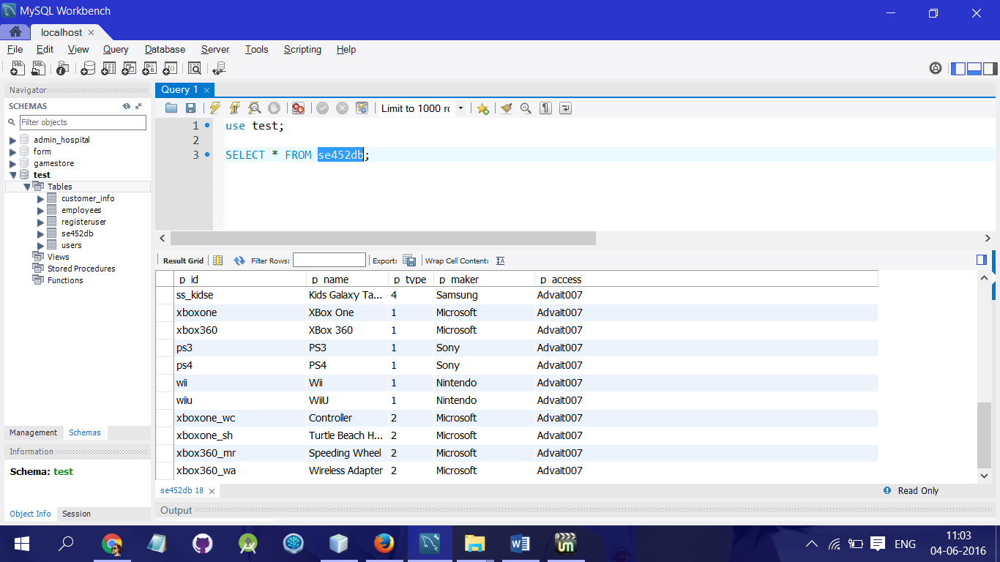 MySQL Workbench
localhost
File Edit View Query Database Server Tools Scripting Help
Navigator
SCHEMAS
Filter objects
admin_hospital
form
gamestore
test
Tables
customer_info
employees
registeruser
se452db
users
Views
Stored Procedures
Functions
Management Schemas
Information
Schema: test
Object Info Session
Query 1
Limit to 1000 rc
1 use test;
2
3 SELECT * FROM se452db;
Result Grid Filter Rows: Export: Wrap Cell Content:
p_id p_name p_type p_maker p_access
ss_kidse Kids Galaxy Ta... 4 Samsung Advait007
xboxone XBox One 1 Microsoft Advait007
xbox360 XBox 360 1 Microsoft Advait007
ps3 PS3 1 Sony Advait007
ps4 PS4 1 Sony Advait007
wii Wii 1 Nintendo Advait007
wiiu WiiU 1 Nintendo Advait007
xboxone_wc Controller 2 Microsoft Advait007
xboxone_sh Turtle Beach H... 2 Microsoft Advait007
xbox360_mr Speeding Wheel 2 Microsoft Advait007
xbox360_wa Wireless Adapter 2 Microsoft Advait007
se452db 18
Read Only
Output
ENG
11:03
04-06-2016